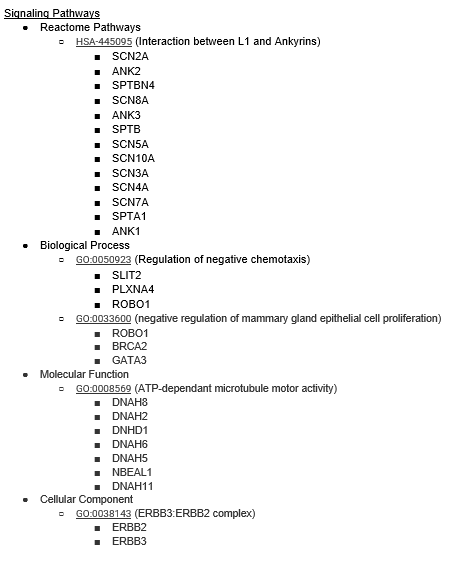 Signaling Pathways
● Reactome Pathways
○ HSA-445095 (Interaction between L1 and Ankyrins)
■ SCN2A
■ ANK2
■ SPTBN4
■ SCN8A
■ ANK3
■ SPTB
■ SCN5A
■ SCN10A
■ SCN3A
■ SCN4A
■ SCN7A
■ SPTA1
■ ANK1
● Biological Process
○ GO:0050923 (Regulation of negative chemotaxis)
■ SLIT2
■ PLXNA4
■ ROBO1
○ GO:0033600 (negative regulation of mammary gland epithelial cell proliferation)
■ ROBO1
■ BRCA2
■ GATA3
● Molecular Function
○ GO:0008569 (ATP-dependant microtubule motor activity)
■ DNAH8
■ DNAH2
■ DNHD1
■ DNAH6
■ DNAH5
■ NBEAL1
■ DNAH11
● Cellular Component
○ GO:0038143 (ERBB3:ERBB2 complex)
■ ERBB2
■ ERBB3